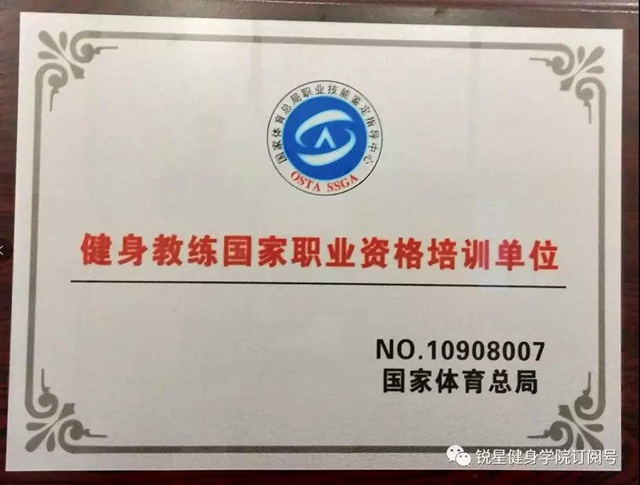 国家体育总局职业技能鉴定指导中心
OSTA SSGA
健身教练国家职业资格培训单位
NO.10908007
国家体育总局
锐星健身学院订阅号